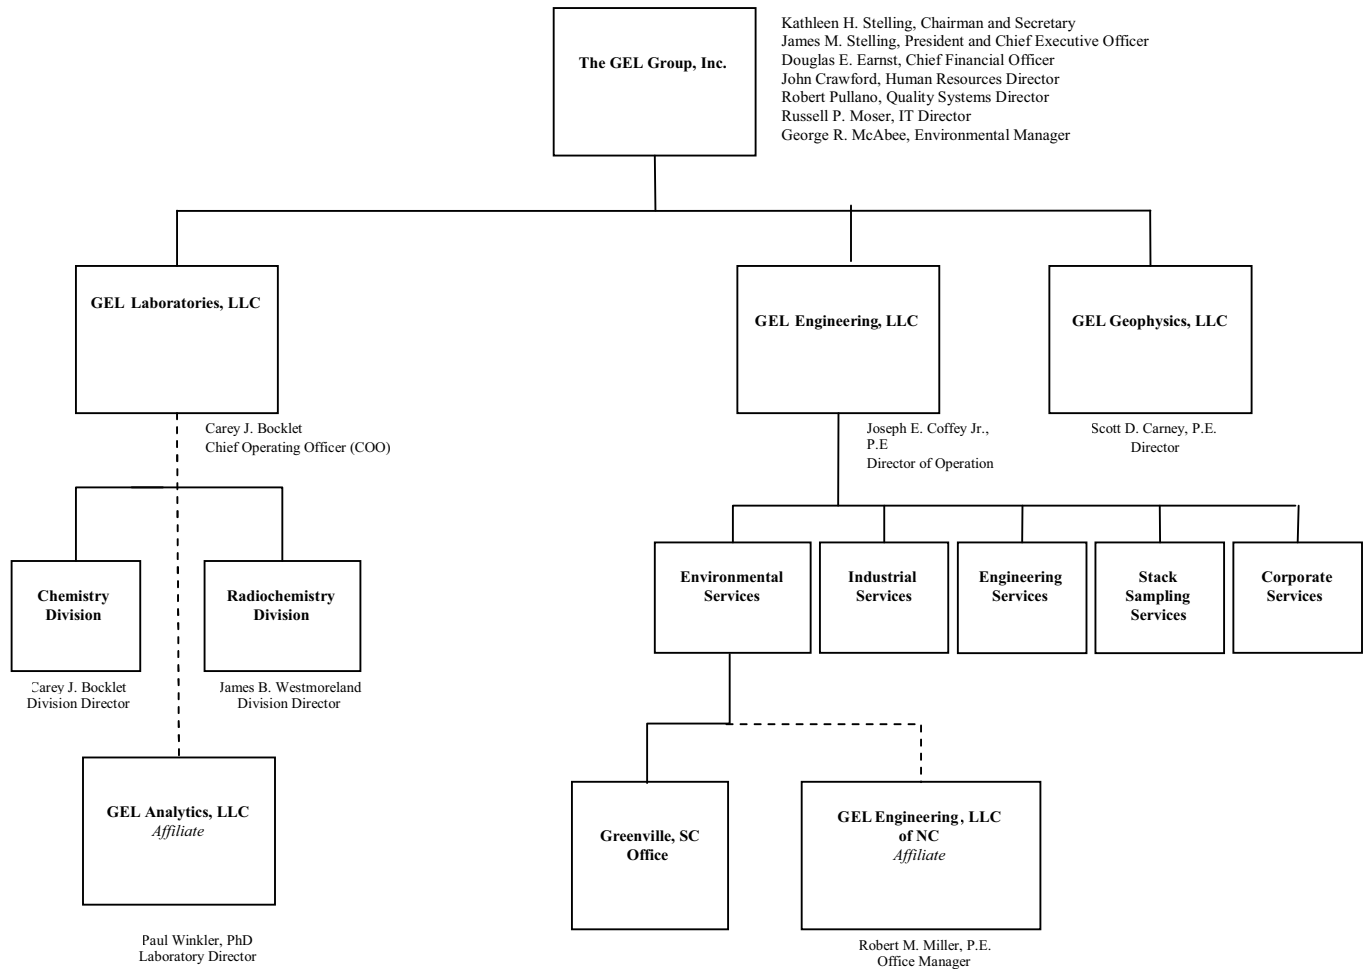 The GEL Group, Inc.
Kathleen H. Stelling, Chairman and Secretary
James M. Stelling, President and Chief Executive Officer
Douglas E. Earnst, Chief Financial Officer
John Crawford, Human Resources Director
Robert Pullano, Quality Systems Director
Russell P. Moser, IT Director
George R. McAbee, Environmental Manager
GEL Laboratories, LLC
Carey J. Bocklet
Chief Operating Officer (COO)
GEL Engineering, LLC
Joseph E. Coffey Jr.,
P.E
Director of Operation
GEL Geophysics, LLC
Scott D. Carney, P.E.
Director
Chemistry
Division
Carey J. Bocklet
Division Director
Radiochemistry
Division
James B. Westmoreland
Division Director
Environmental
Services
Industrial
Services
Engineering
Services
Stack
Sampling
Services
Corporate
Services
GEL Analytics, LLC
Affiliate
Paul Winkler, PhD
Laboratory Director
Greenville, SC
Office
GEL Engineering, LLC
of NC
Affiliate
Robert M. Miller, P.E.
Office Manager